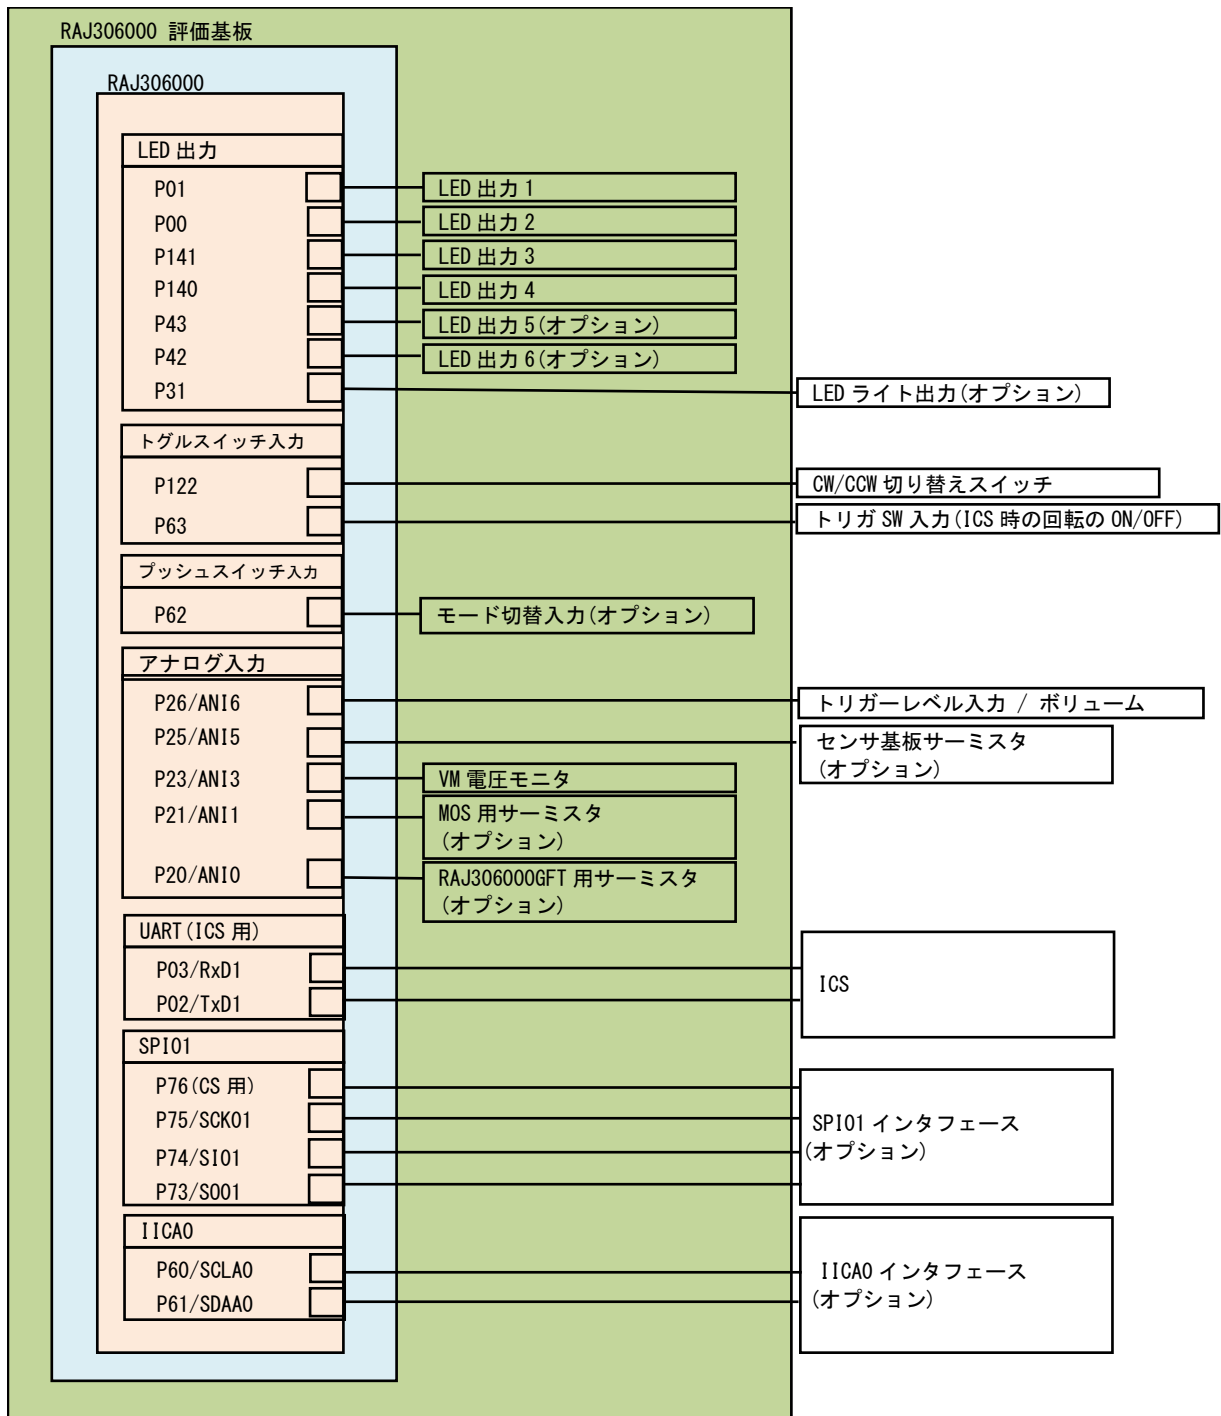 RAJ306000 評価基板
RAJ306000
LED 出力
P01
LED 出力 1
P00
LED 出力 2
P141
LED 出力 3
P140
LED 出力 4
P43
LED 出力 5(オプション)
P42
LED 出力 6(オプション)
P31
LED ライト出力(オプション)
トグルスイッチ入力
P122
CW/CCW 切り替えスイッチ
P63
トリガ SW 入力(ICS 時の回転の ON/OFF)
プッシュスイッチ入力
P62
モード切替入力(オプション)
アナログ入力
P26/ANI6
トリガーレベル入力 / ボリューム
P25/ANI5
センサ基板サーミスタ
(オプション)
P23/ANI3
VM 電圧モニタ
P21/ANI1
MOS 用サーミスタ
(オプション)
P20/ANI0
RAJ306000GFT 用サーミスタ
(オプション)
UART(ICS 用)
P03/RxD1
P02/TxD1
ICS
SPI01
P76(CS 用)
P75/SCK01
P74/SI01
P73/SO01
SPI01 インタフェース
(オプション)
IICA0
P60/SCLA0
P61/SDAA0
IICA0 インタフェース
(オプション)